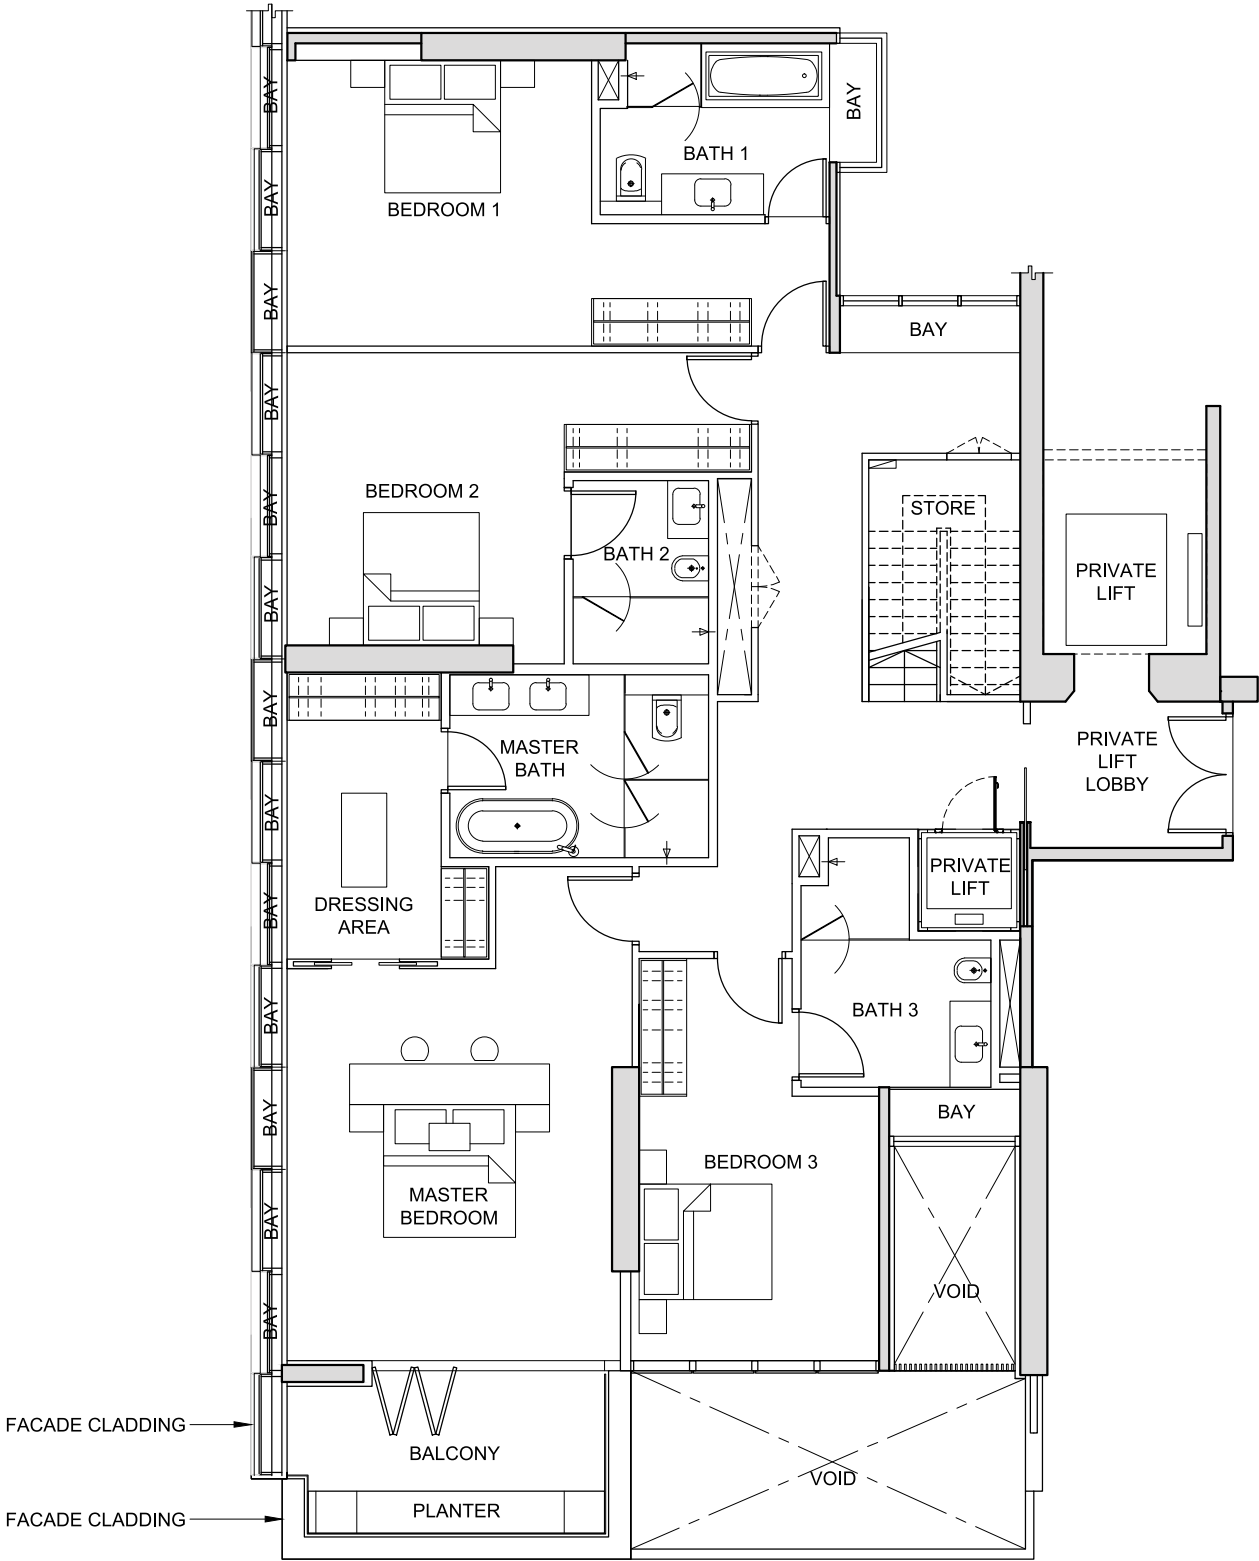 BAY
BAY
BATH 1
BAY
BEDROOM 1
BAY
BAY
BAY
BEDROOM 2
BAY
STORE
BATH 2
PRIVATE
LIFT
BAY
BAY
PRIVATE
LIFT
LOBBY
MASTER
BATH
BAY
PRIVATE
LIFT
DRESSING
AREA
BAY
BAY
BATH 3
BAY
BAY
BEDROOM 3
MASTER
BEDROOM
BAY
VOID
BAY
FACADE CLADDING
BALCONY
VOID
PLANTER
FACADE CLADDING